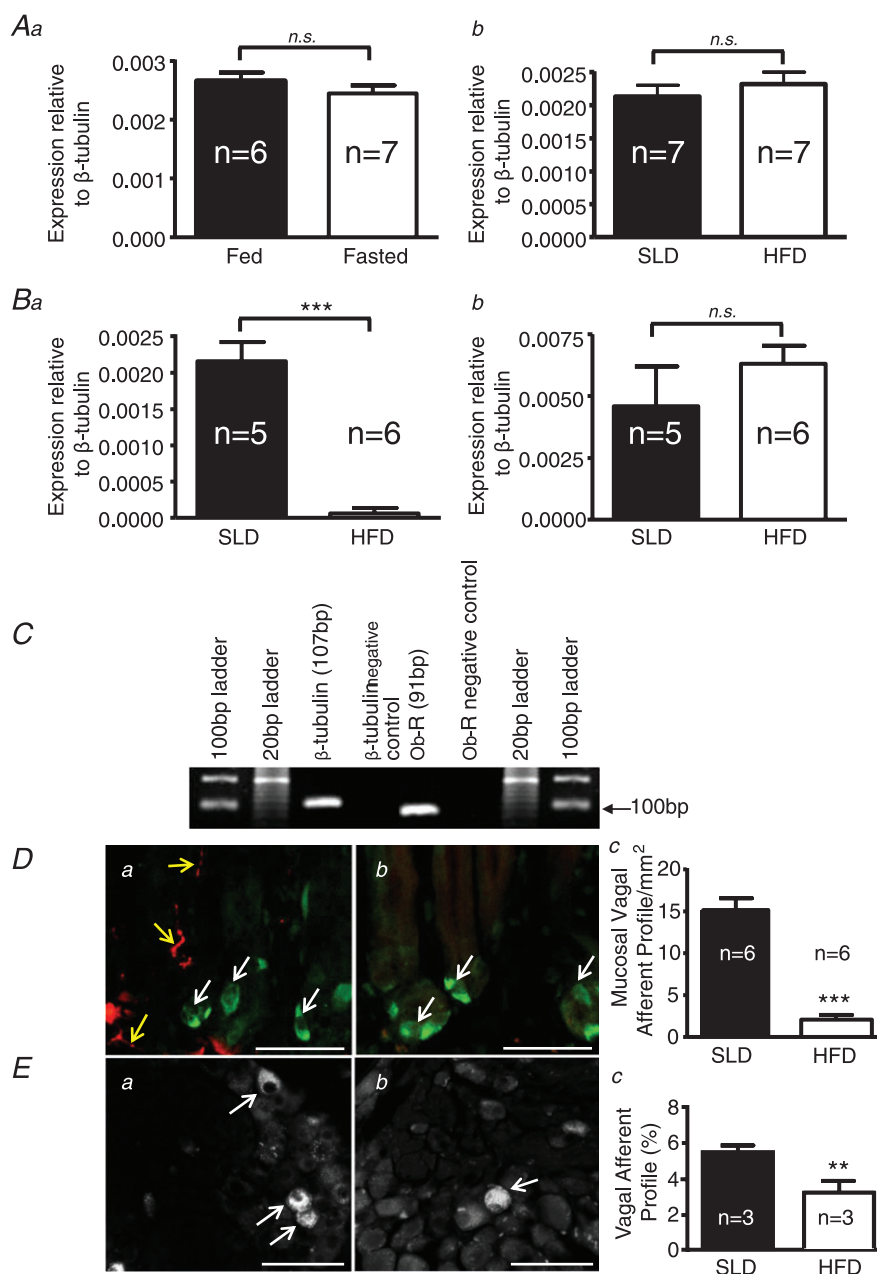 Aa
n.s.
Expression relative
to β-tubulin
0.003
0.002
0.001
0.000
n=6
n=7
Fed
Fasted
b
n.s.
Expression relative
to β-tubulin
0.0025
0.0020
0.0015
0.0010
0.0005
0.0000
n=7
n=7
SLD
HFD
Ba
***
Expression relative
to β-tubulin
0.0025
0.0020
0.0015
0.0010
0.0005
0.0000
n=5
n=6
SLD
HFD
b
n.s.
Expression relative
to β-tubulin
0.0075
0.0050
0.0025
0.0000
n=5
n=6
SLD
HFD
C
100bp ladder
20bp ladder
β-tubulin (107bp)
β-tubulin negative
control
Ob-R (91bp)
Ob-R negative control
20bp ladder
100bp ladder
100bp
D
a
b
c
Mucosal Vagal
Afferent Profile/mm²
20
15
10
5
0
n=6
n=6
***
SLD
HFD
E
a
b
c
Vagal Afferent
Profile (%)
8
6
4
2
0
n=3
**
n=3
SLD
HFD